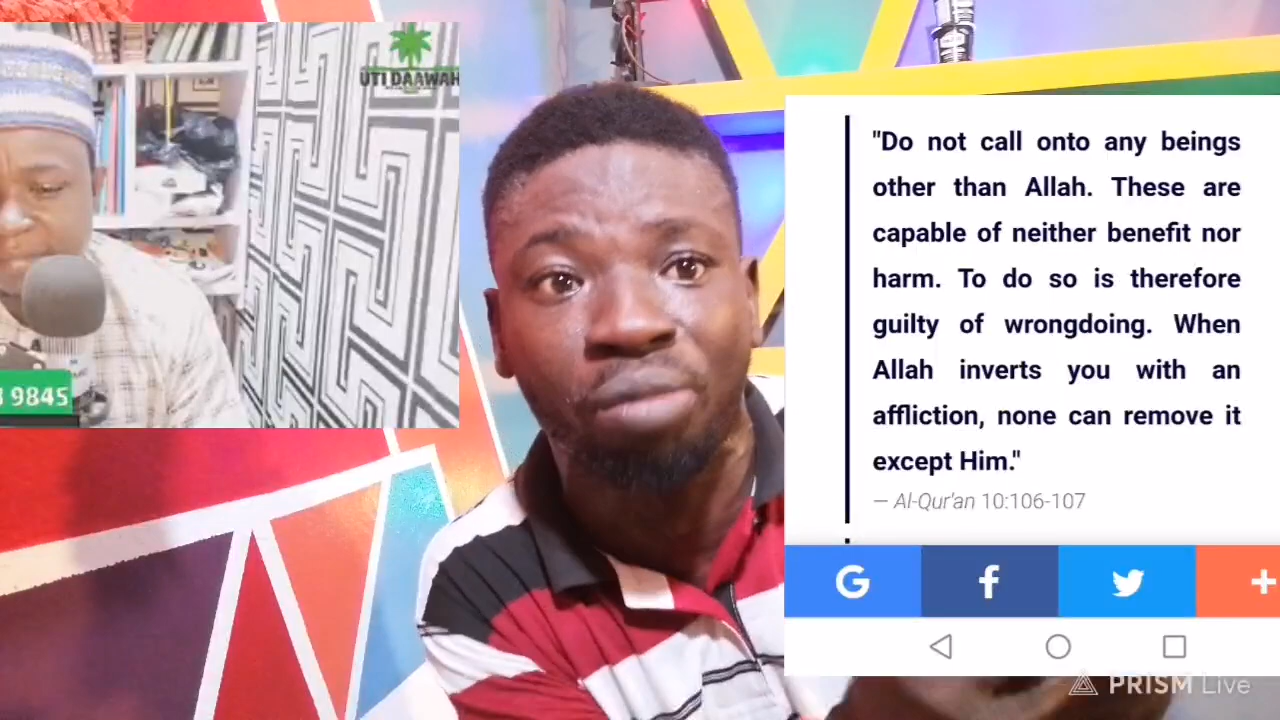 UTI DAAWAH
9845
"Do not call onto any beings
other than Allah. These are
capable of neither benefit nor
harm. To do so is therefore
guilty of wrongdoing. When
Allah inverts you with an
affliction, none can remove it
except Him."
— Al-Qur'an 10:106-107
G f +
PRISM Live